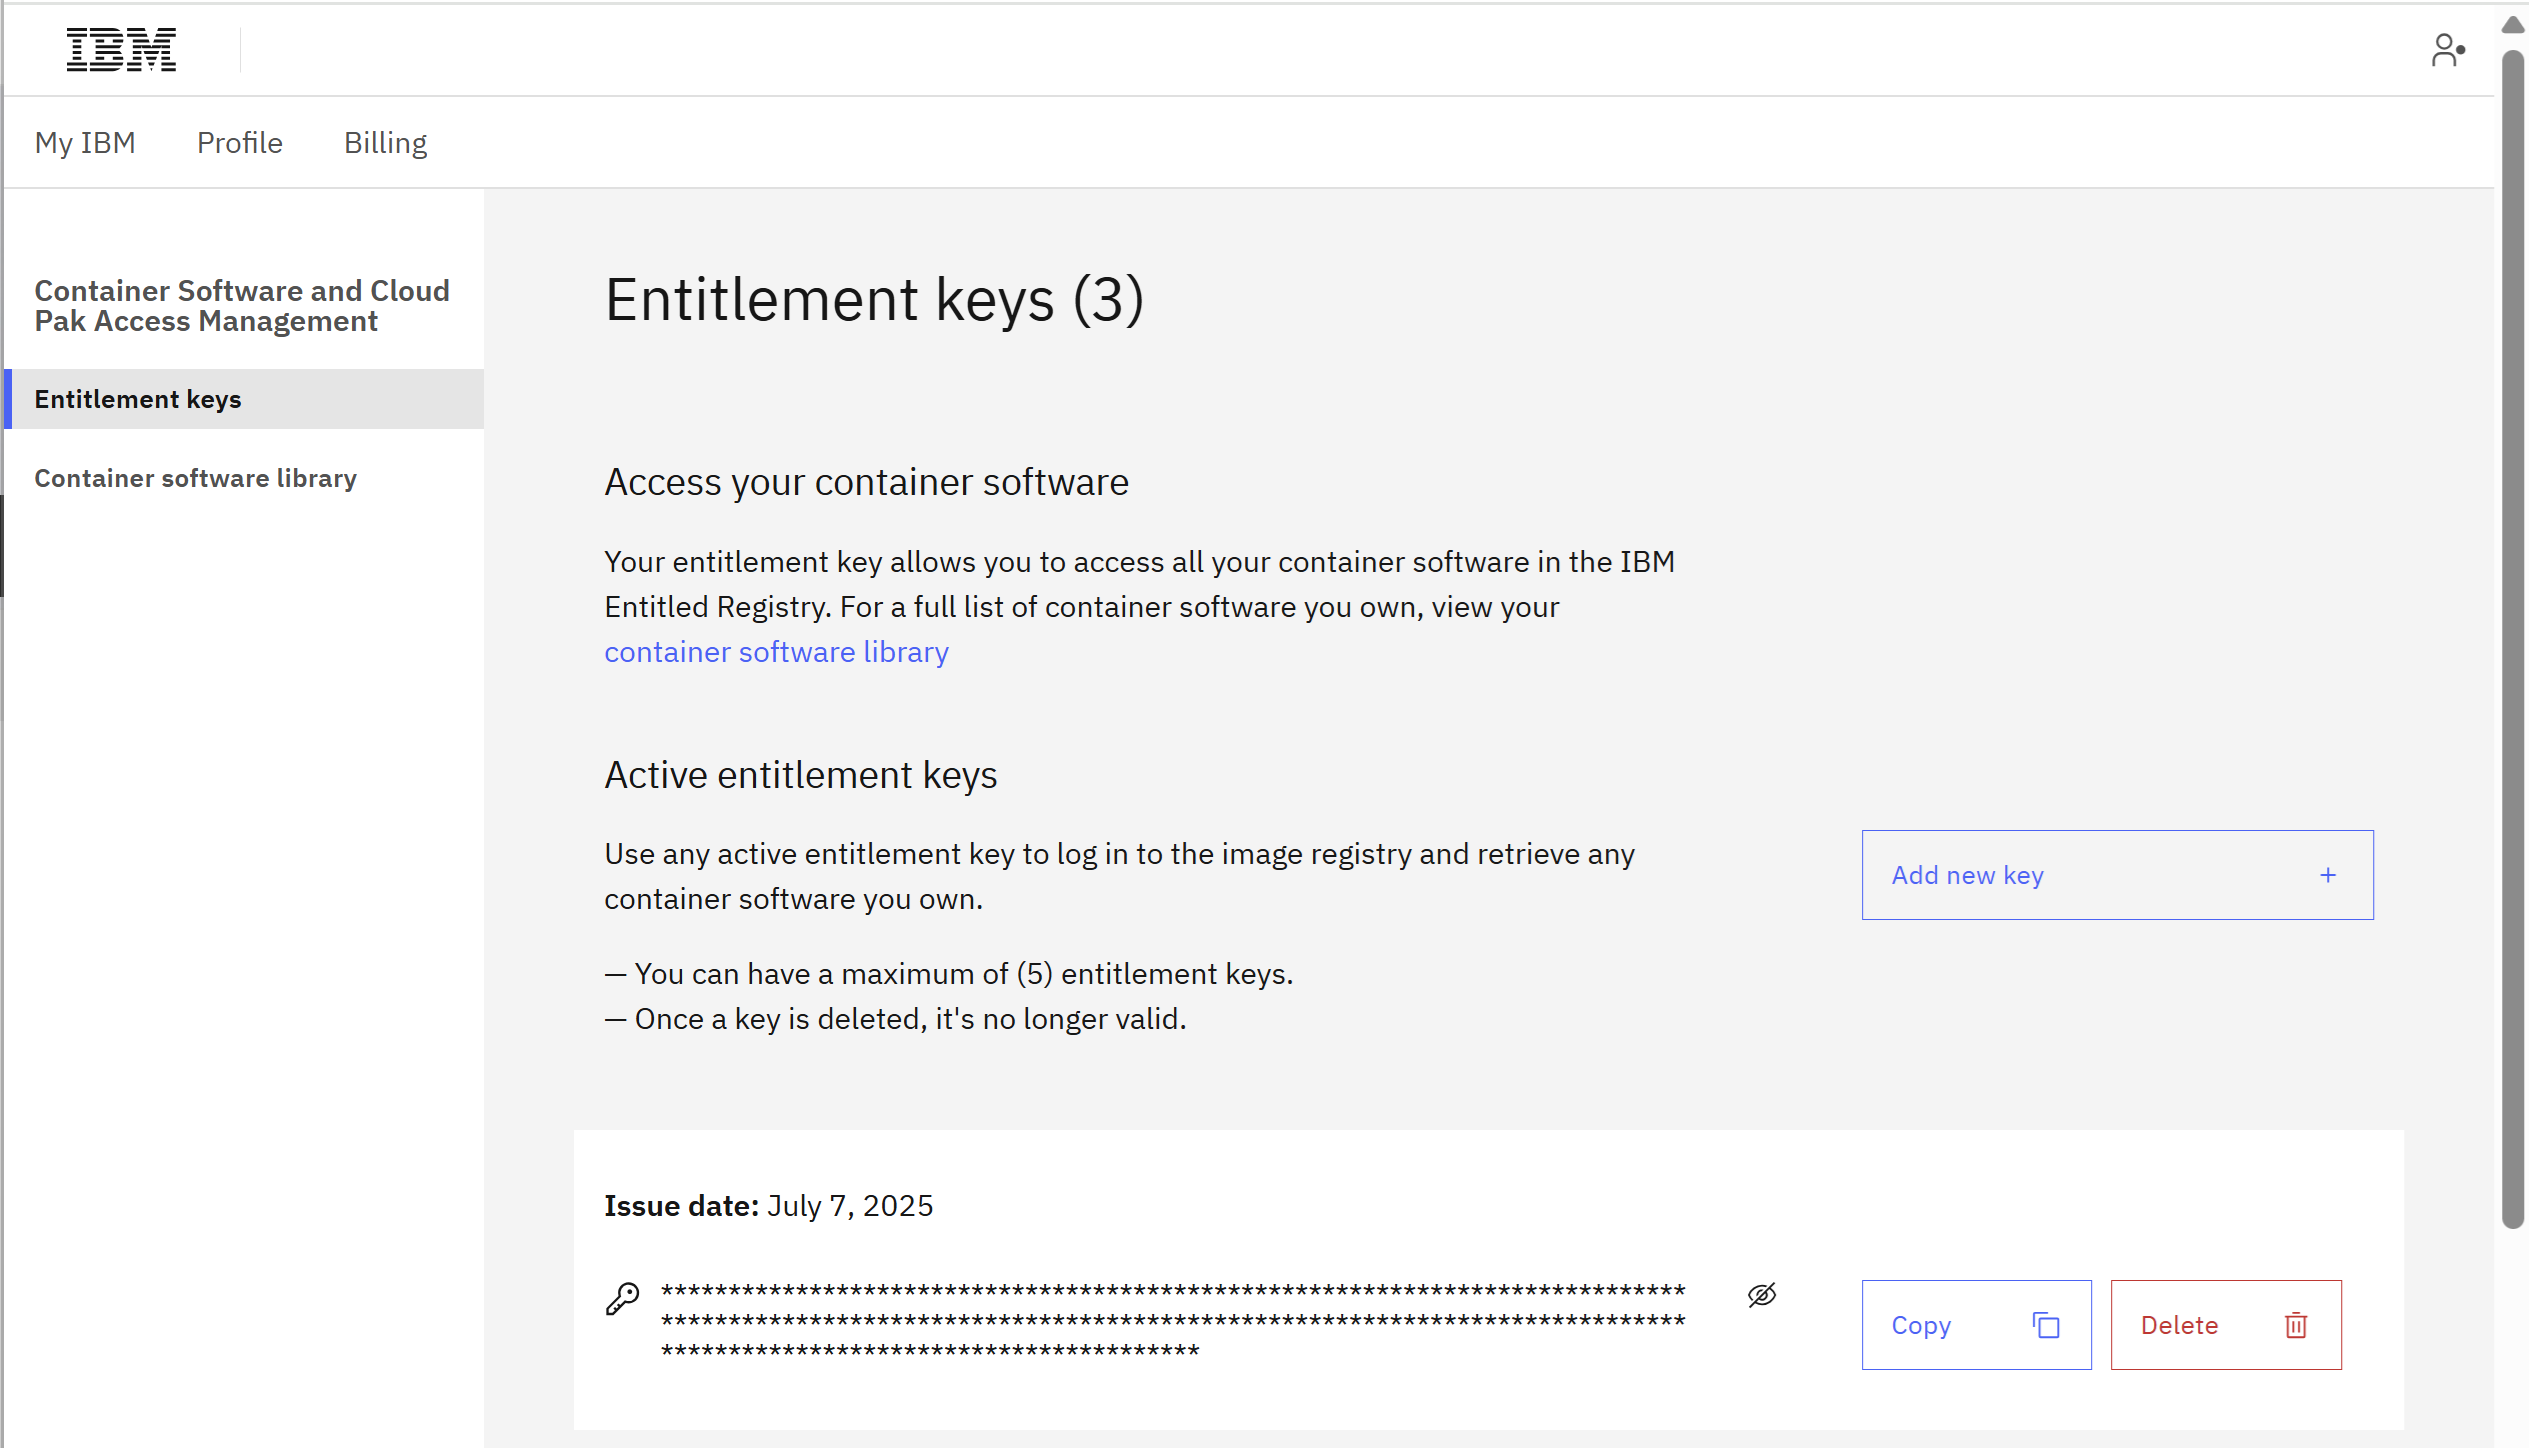 IBM
My IBM Profile Billing
Container Software and Cloud
Pak Access Management
Entitlement keys
Container software library
Entitlement keys (3)
Access your container software
Your entitlement key allows you to access all your container software in the IBM
Entitled Registry. For a full list of container software you own, view your
container software library
Active entitlement keys
Use any active entitlement key to log in to the image registry and retrieve any
container software you own.
— You can have a maximum of (5) entitlement keys.
— Once a key is deleted, it's no longer valid.
Add new key +
Issue date: July 7, 2025
****************************************************************************
****************************************************************************
****************************************
Copy
Delete